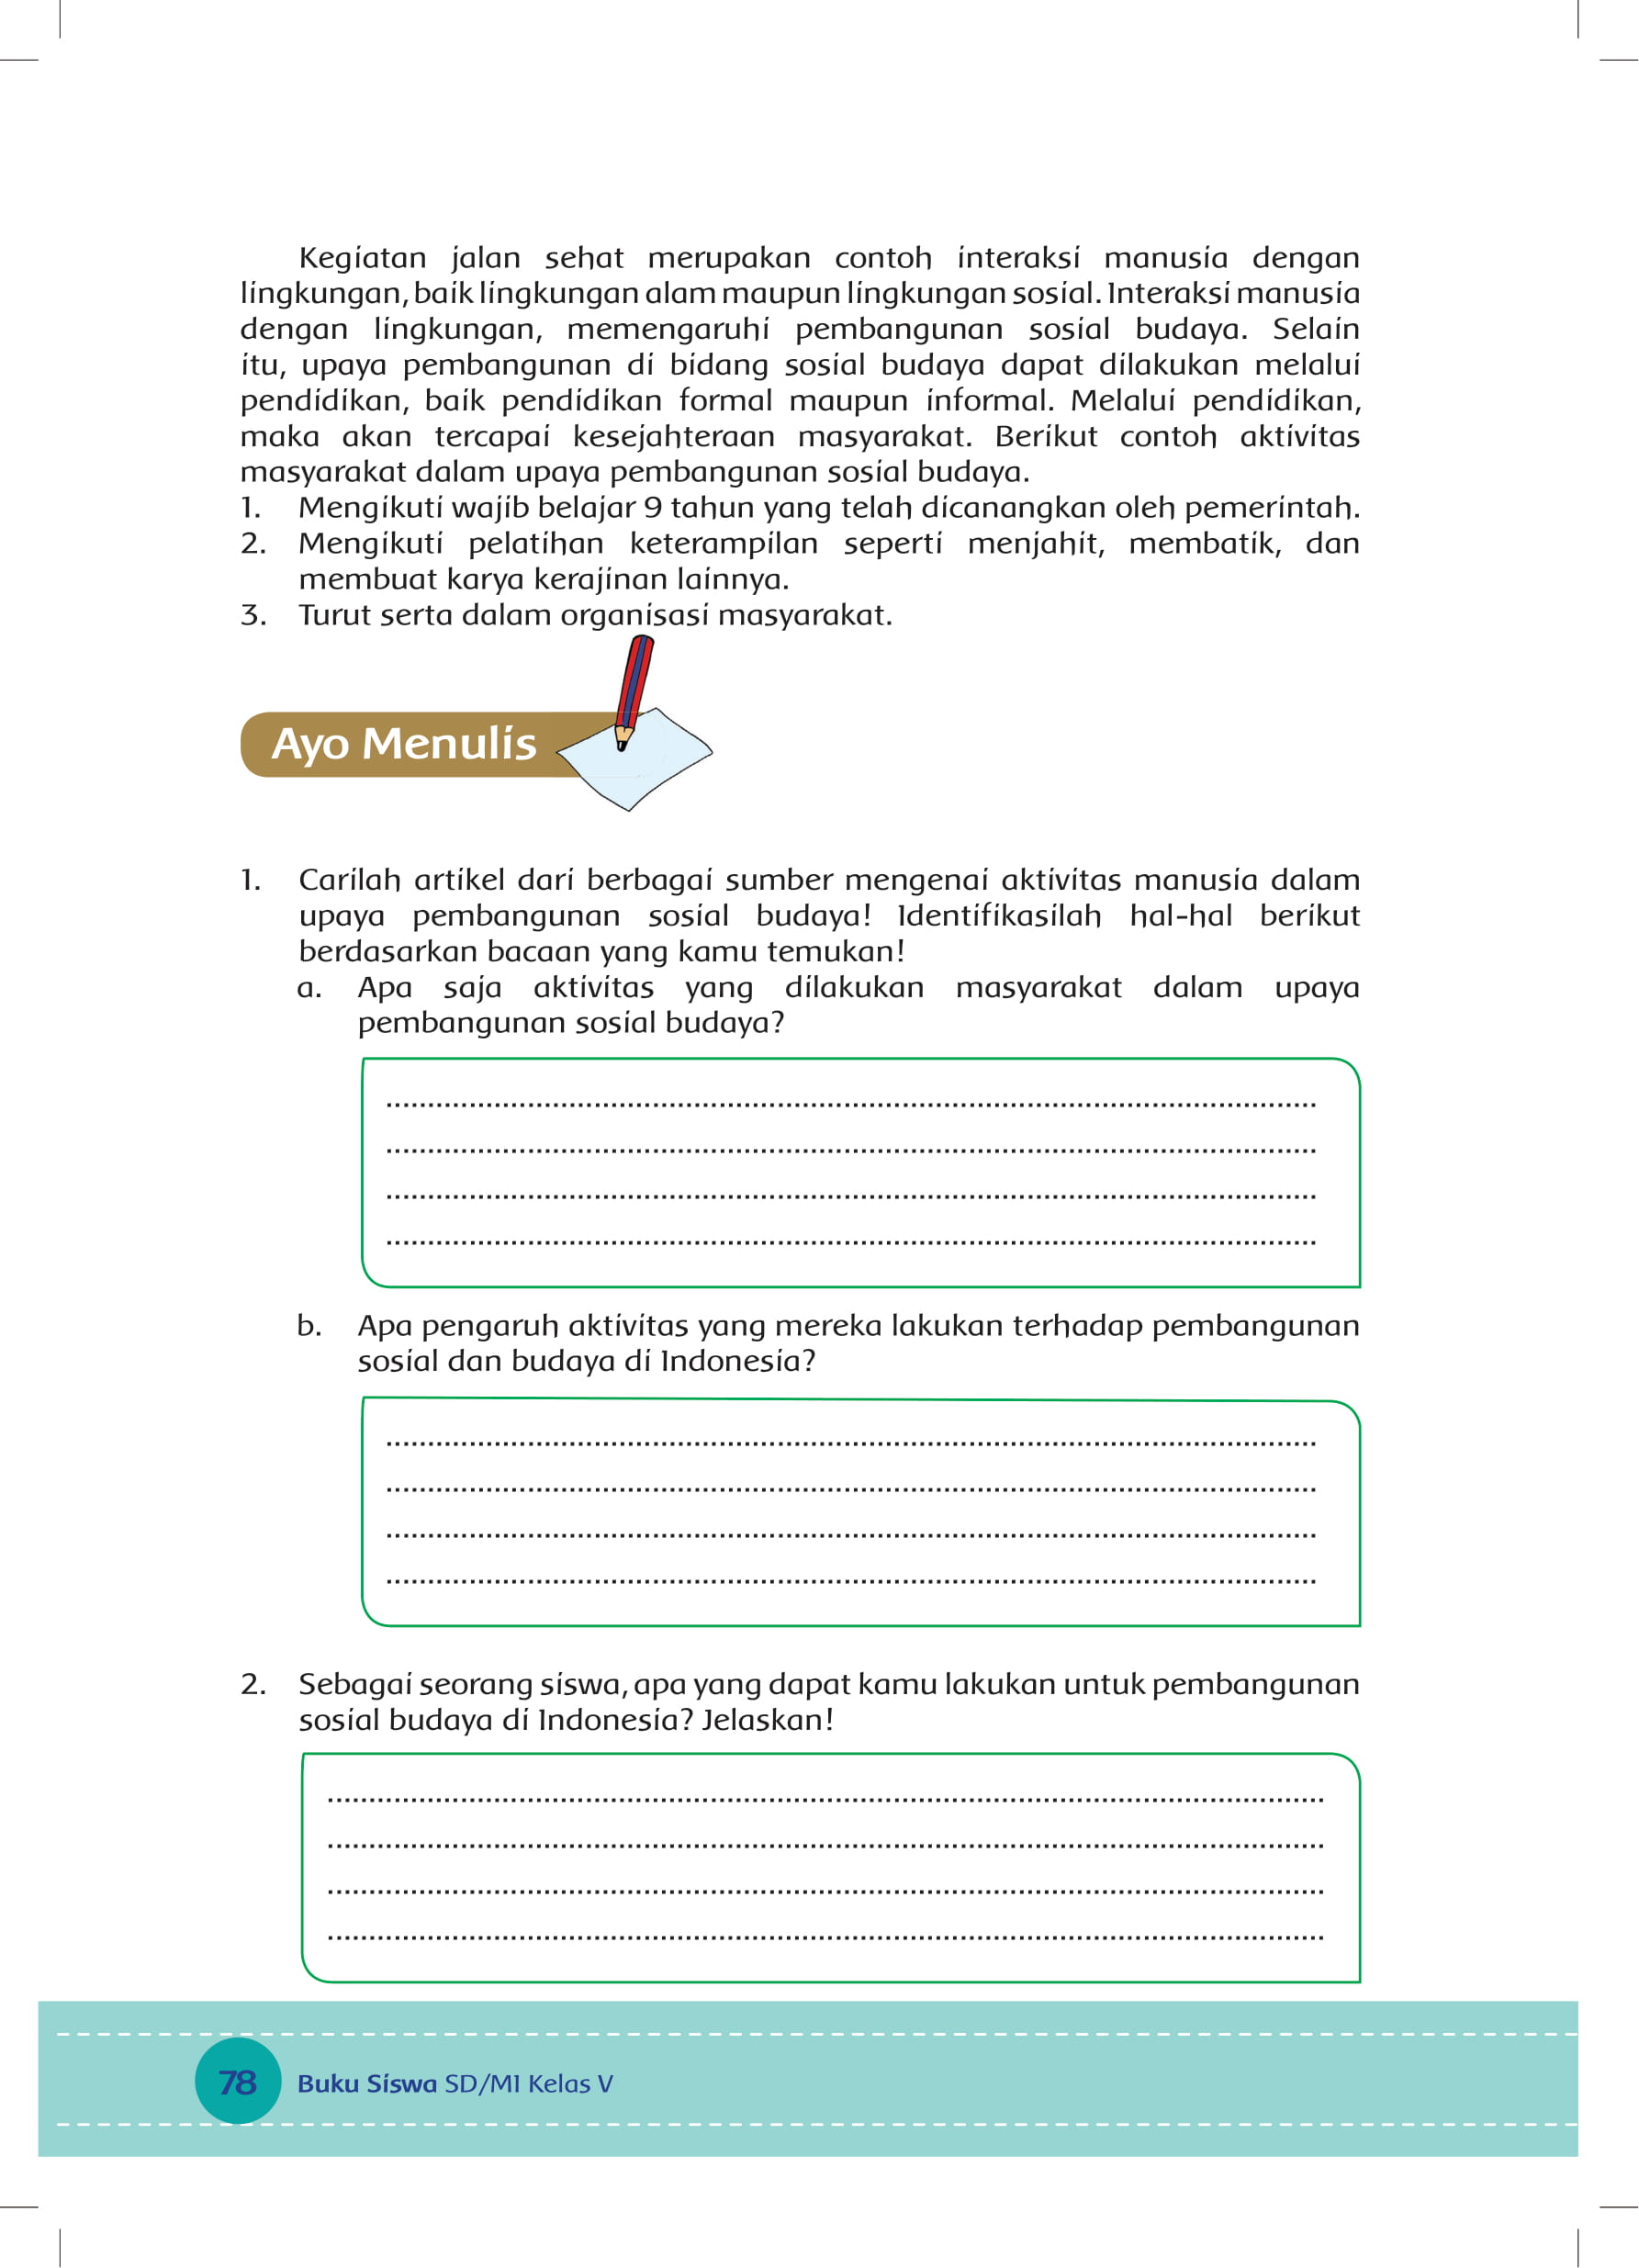 Kegiatan jalan sehat merupakan contoh interaksi manusia dengan
lingkungan, baik lingkungan alam maupun lingkungan sosial. Interaksi manusia
dengan lingkungan, memengaruhi pembangunan sosial budaya. Selain
itu, upaya pembangunan di bidang sosial budaya dapat dilakukan melalui
pendidikan, baik pendidikan formal maupun informal. Melalui pendidikan,
maka akan tercapai kesejahteraan masyarakat. Berikut contoh aktivitas
masyarakat dalam upaya pembangunan sosial budaya.
1. Mengikuti wajib belajar 9 tahun yang telah dicanangkan oleh pemerintah.
2. Mengikuti pelatihan keterampilan seperti menjahit, membatik, dan
membuat karya kerajinan lainnya.
3. Turut serta dalam organisasi masyarakat.
Ayo Menulis
1. Carilah artikel dari berbagai sumber mengenai aktivitas manusia dalam
upaya pembangunan sosial budaya! Identifikasilah hal-hal berikut
berdasarkan bacaan yang kamu temukan!
a. Apa saja aktivitas yang dilakukan masyarakat dalam upaya
pembangunan sosial budaya?
b. Apa pengaruh aktivitas yang mereka lakukan terhadap pembangunan
sosial dan budaya di Indonesia?
2. Sebagai seorang siswa, apa yang dapat kamu lakukan untuk pembangunan
sosial budaya di Indonesia? Jelaskan!
78 Buku Siswa SD/MI Kelas V